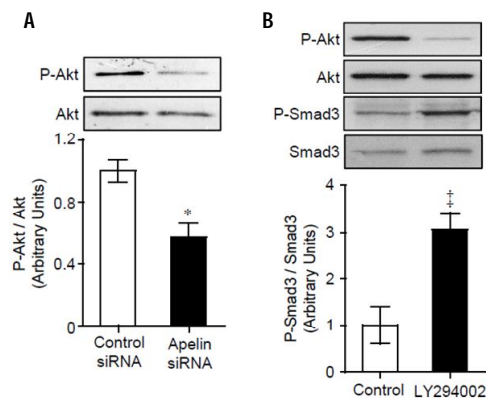 A
P-Akt
Akt
P-Akt / Akt
(Arbitrary Units)
1.2
0.8
0.4
0
*
Control
siRNA
Apelin
siRNA
B
P-Akt
Akt
P-Smad3
Smad3
P-Smad3 / Smad3
(Arbitrary Units)
4
3
2
1
0
‡
Control
LY294002